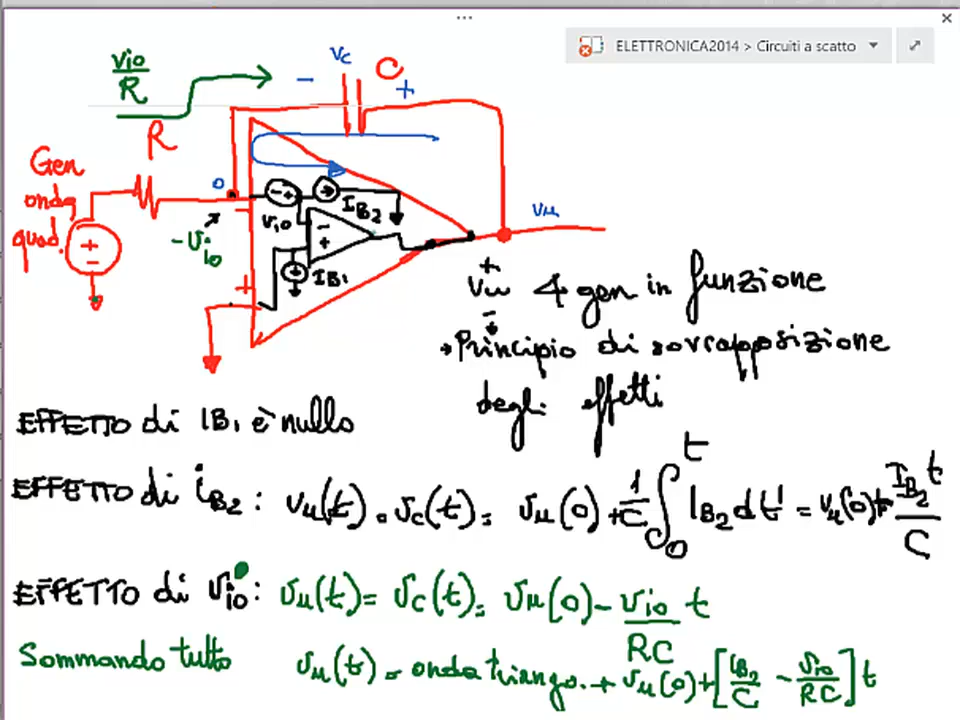 ELETTRONICA2014 > Circuiti a scatto
vio/R
vc
- C +
R
Gen
onda
quad.
+
-
0
-
- +
vio
IB2
-vio
-
+
IB1
+
vu
+
vu 4 gen in funzione
-
Principio di sovrapposizione
degli effetti
EFFETTO di IB1 è nullo
EFFETTO di iB2: vu(t) = vc(t) = vu(0) + 1/C ∫0t IB2 dt' = vu(0) + IB2 t/C
EFFETTO di vio: vu(t) = vc(t) = vu(0) - vio/RC t
Sommando tutto vu(t) = onda triango. + vu(0) + [iB2/C - vio/RC] t